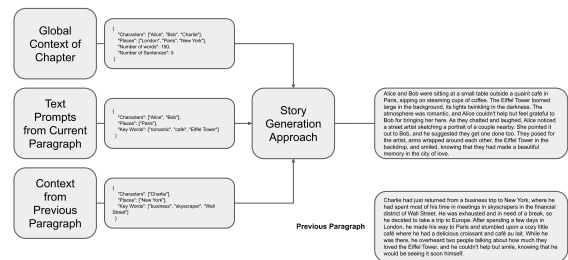 Global
Context of
Chapter
{
"Characters": ["Alice", "Bob", "Charlie"],
"Places": ["London", "Paris", "New York"],
"Number of words": 150,
"Number of Sentences": 5
}
Text
Prompts
from Current
Paragraph
{
"Characters": ["Alice", "Bob"],
"Places": ["Paris"],
"Key Words": ["romantic", "cafe", "Eiffel Tower"]
}
Context
from
Previous
Paragraph
{
"Characters": ["Charlie"],
"Places": ["New York"],
"Key Words": ["business", "skyscraper", "Wall
Street"]
}
Story
Generation
Approach
Alice and Bob were sitting at a small table outside a quaint café in
Paris, sipping on steaming cups of coffee. The Eiffel Tower loomed
large in the background, its lights twinkling in the darkness. The
atmosphere was romantic, and Alice couldn't help but feel grateful to
Bob for bringing her here. As they chatted and laughed, Alice noticed
a street artist sketching a portrait of a couple nearby. She pointed it
out to Bob, and he suggested they get one done too. They posed for
the artist, arms wrapped around each other, the Eiffel Tower in the
backdrop, and smiled, knowing that they had made a beautiful
memory in the city of love.
Previous Paragraph
Charlie had just returned from a business trip to New York, where he
had spent most of his time in meetings in skyscrapers in the financial
district of Wall Street. He was exhausted and in need of a break, so
he decided to take a trip to Europe. After spending a few days in
London, he made his way to Paris and stumbled upon a cozy little
café where he had a delicious croissant and café au lait. While he
was there, he overheard two people talking about how much they
loved the Eiffel Tower, and he couldn't help but smile, knowing that he
would be seeing it soon himself.